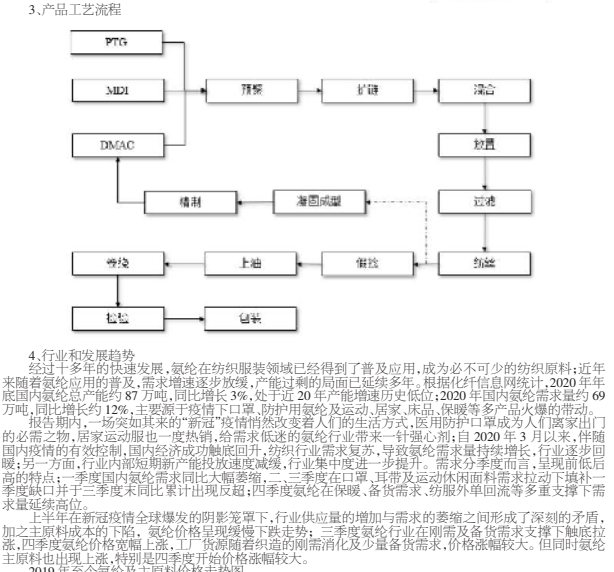 3、产品工艺流程
PTG
MDI
预聚
扩链
混合
DMAC
放置
精制
凝固成型
过滤
卷绕
上油
假捻
纺丝
检验
包装
4、行业和发展趋势
经过十多年的快速发展,氨纶在纺织服装领域已经得到了普及应用,成为必不可少的纺织原料;近年
来随着氨纶应用的普及,需求增速逐步放缓,产能过剩的局面已延续多年。根据化纤信息网统计,2020年年
底国内氨纶总产能约 87 万吨,同比增长 3%,处于近 20 年产能增速历史低位;2020 年国内氨纶需求量约 69
万吨,同比增长约 12%,主要源于疫情下口罩、防护用氨纶及运动、居家、床品、保暖等多产品火爆的带动。
报告期内,一场突如其来的“新冠”疫情悄然改变着人们的生活方式,医用防护口罩成为人们离家出门
的必需之物,居家运动服也一度热销,给需求低迷的氨纶行业带来一针强心剂;自 2020 年 3 月以来,伴随
国内疫情的有效控制,国内经济成功触底回升,纺织行业需求复苏,导致氨纶需求量持续增长,行业逐步回
暖;另一方面,行业内部短期新产能投放速度减缓,行业集中度进一步提升。需求分季度而言,呈现前低后
高的特点;一季度国内氨纶需求同比大幅萎缩,二、三季度在口罩、耳带及运动休闲面料需求拉动下填补一
季度缺口并于三季度末同比累计出现反超;四季度氨纶在保暖、备货需求、纺服外单回流等多重支撑下需
求量延续高位。
上半年在新冠疫情全球爆发的阴影笼罩下,行业供应量的增加与需求的萎缩之间形成了深刻的矛盾,
加之主原料成本的下陷，氨纶价格呈现缓慢下跌走势；三季度氨纶行业在刚需及备货需求支撑下触底拉
涨,四季度氨纶价格宽幅上涨,工厂货源随着织造的刚需消化及少量备货需求,价格涨幅较大。但同时氨纶
主原料也出现上涨,特别是四季度开始价格涨幅较大。
2019 年至今氨纶及主原料价格走势图